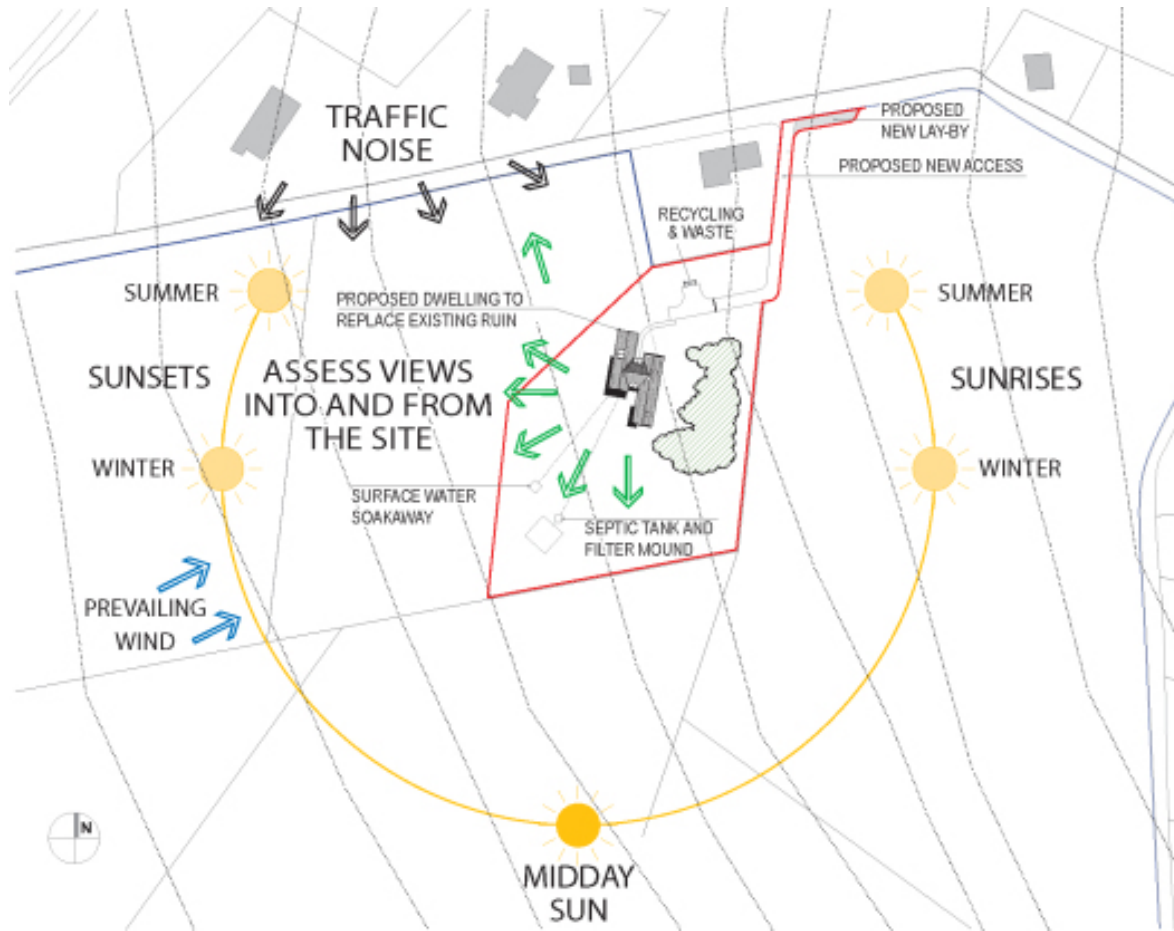 TRAFFIC
NOISE
PROPOSED
NEW LAY-BY
PROPOSED NEW ACCESS
RECYCLING
& WASTE
SUMMER
PROPOSED DWELLING TO
REPLACE EXISTING RUIN
SUMMER
SUNSETS
ASSESS VIEWS
INTO AND FROM
THE SITE
SUNRISES
WINTER
WINTER
SURFACE WATER
SOAKAWAY
SEPTIC TANK AND
FILTER MOUND
PREVAILING
WIND
N
MIDDAY
SUN